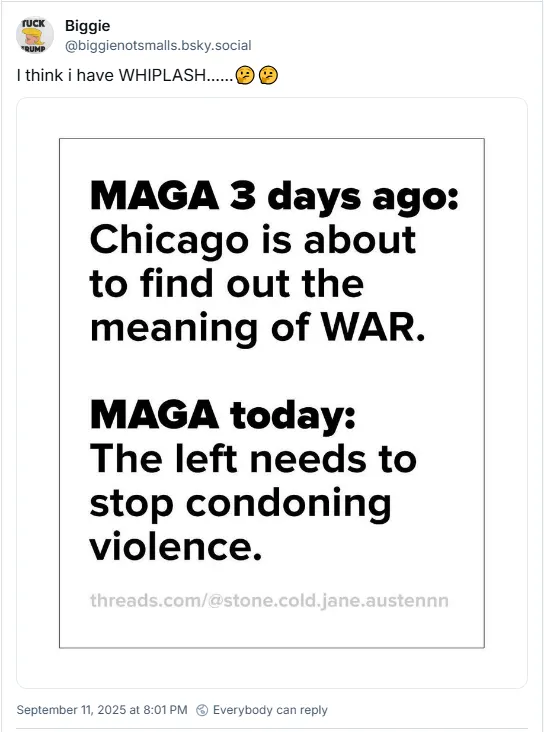 TUCK
TRUMP
Biggie
@biggienotsmalls.bsky.social
I think i have WHIPLASH......🫤🫤
MAGA 3 days ago:
Chicago is about
to find out the
meaning of WAR.
MAGA today:
The left needs to
stop condoning
violence.
threads.com/@stone.cold.jane.austennn
September 11, 2025 at 8:01 PM Everybody can reply